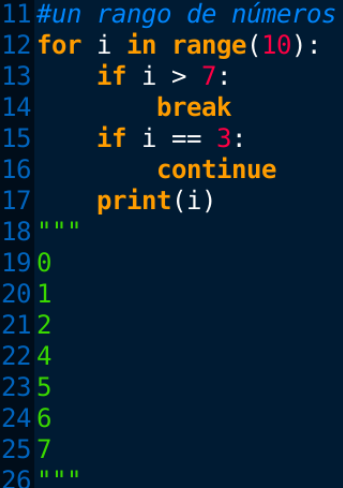 11 #un rango de números
12 for i in range(10):
13     if i > 7:
14         break
15     if i == 3:
16         continue
17     print(i)
18 """
19 0
20 1
21 2
22 4
23 5
24 6
25 7
26 """